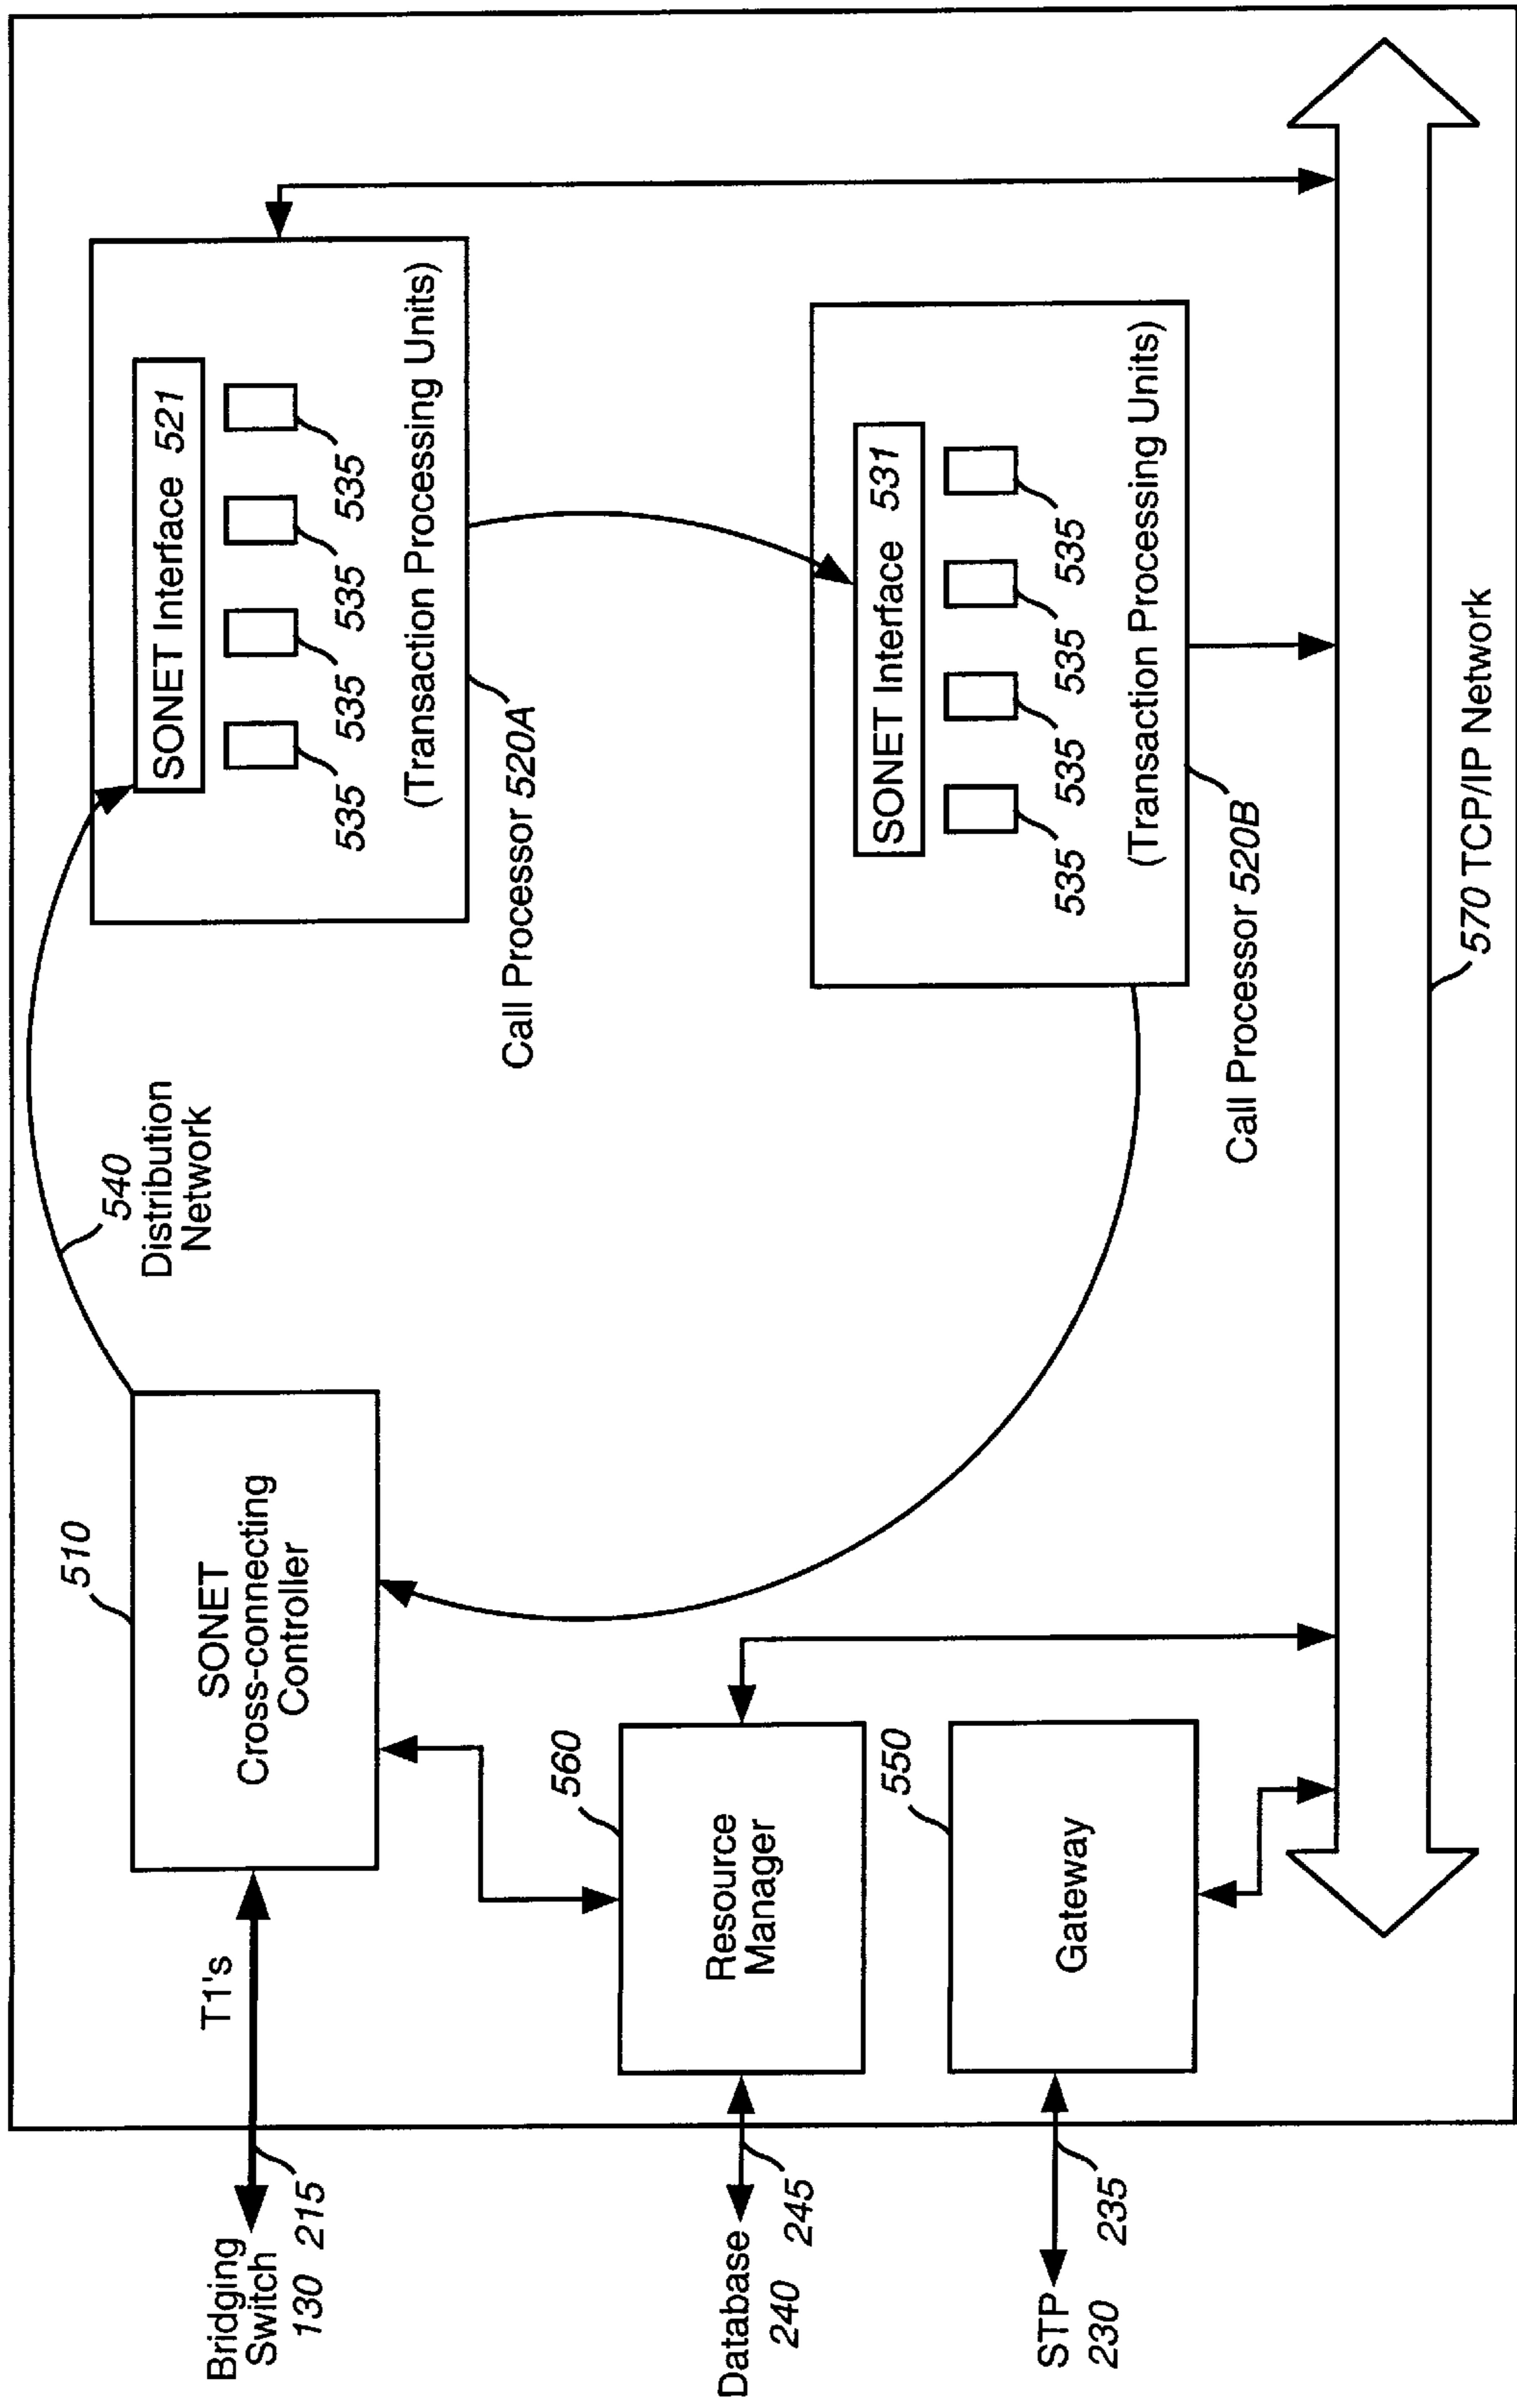 Bridging
Switch
130
215
T1's
510
SONET
Cross-connecting
Controller
540
Distribution
Network
SONET Interface 521
535
535
535
535
(Transaction Processing Units)
Call Processor 520A
Database
240
245
560
Resource
Manager
SONET Interface 531
535
535
535
535
(Transaction Processing Units)
Call Processor 520B
STP
230
235
550
Gateway
570 TCP/IP Network